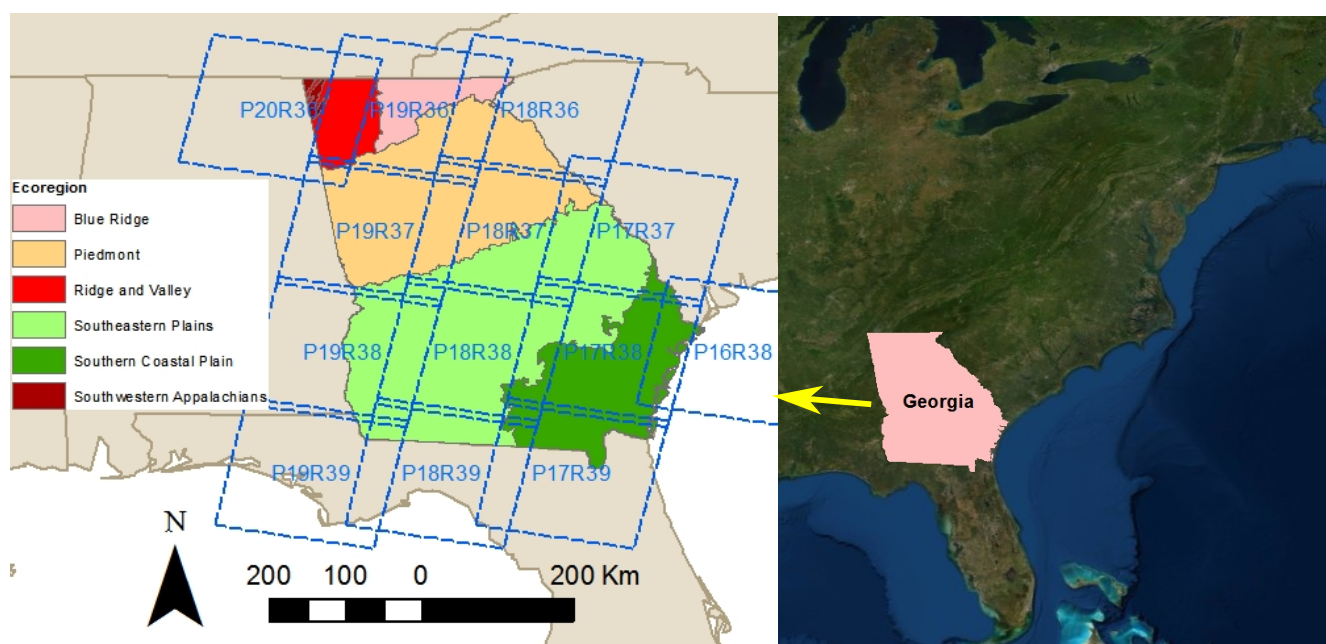 P20R36
P19R36
P18R36
Ecoregion
Blue Ridge
Piedmont
Ridge and Valley
Southeastern Plains
Southern Coastal Plain
Southwestern Appalachians
P19R37
P18R37
P17R37
P19R38
P18R38
P17R38
P16R38
P19R39
P18R39
P17R39
N
200 100 0 200 Km
Georgia